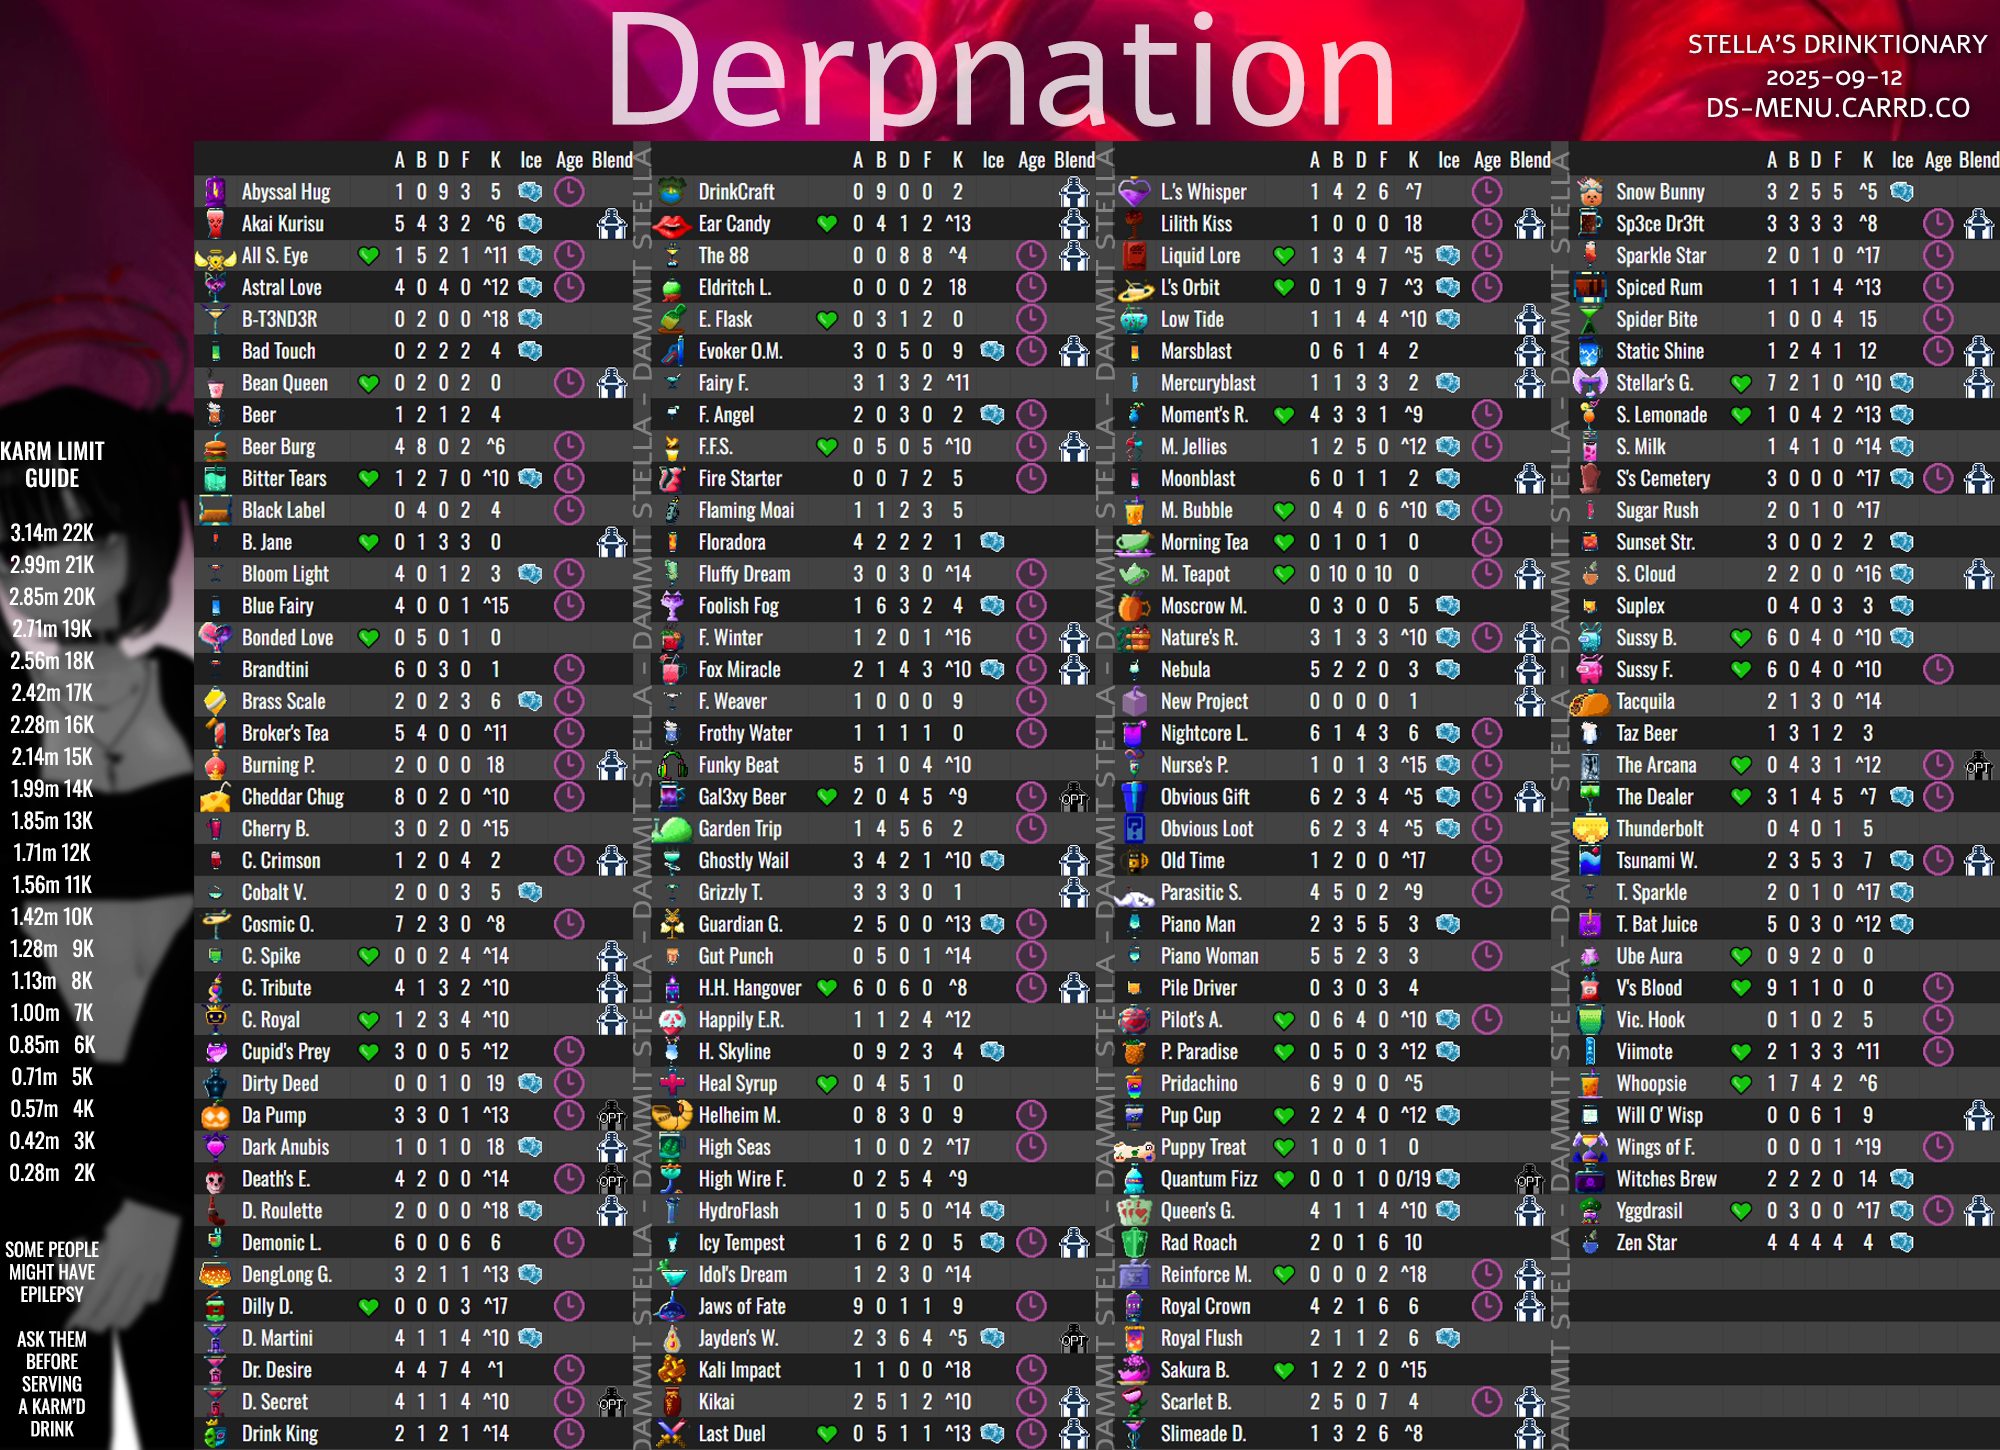 Derpnation
STELLA'S DRINKTIONARY
2025-09-12
DS-MENU.CARRD.CO
KARM LIMIT
GUIDE
3.14m 22K
2.99m 21K
2.85m 20K
2.71m 19K
2.56m 18K
2.42m 17K
2.28m 16K
2.14m 15K
1.99m 14K
1.85m 13K
1.71m 12K
1.56m 11K
1.42m 10K
1.28m 9K
1.13m 8K
1.00m 7K
0.85m 6K
0.71m 5K
0.57m 4K
0.42m 3K
0.28m 2K
SOME PEOPLE
MIGHT HAVE
EPILEPSY
ASK THEM
BEFORE
SERVING
A KARM'D
DRINK
A B D F K Ice Age Blend
Abyssal Hug 1 0 9 3 5
Akai Kurisu 5 4 3 2 ^6
All S. Eye 1 5 2 1 ^11
Astral Love 4 0 4 0 ^12
B-T3ND3R 0 2 0 0 ^18
Bad Touch 0 2 2 2 4
Bean Queen 0 2 0 2 0
Beer 1 2 1 2 4
Beer Burg 4 8 0 2 ^6
Bitter Tears 1 2 7 0 ^10
Black Label 0 4 0 2 4
B. Jane 0 1 3 3 0
Bloom Light 4 0 1 2 3
Blue Fairy 4 0 0 1 ^15
Bonded Love 0 5 0 1 0
Brandtini 6 0 3 0 1
Brass Scale 2 0 2 3 6
Broker's Tea 5 4 0 0 ^11
Burning P. 2 0 0 0 18
Cheddar Chug 8 0 2 0 ^10
Cherry B. 3 0 2 0 ^15
C. Crimson 1 2 0 4 2
Cobalt V. 2 0 0 3 5
Cosmic O. 7 2 3 0 ^8
C. Spike 0 0 2 4 ^14
C. Tribute 4 1 3 2 ^10
C. Royal 1 2 3 4 ^10
Cupid's Prey 3 0 0 5 ^12
Dirty Deed 0 0 1 0 19
Da Pump 3 3 0 1 ^13 OPT
Dark Anubis 1 0 1 0 18
Death's E. 4 2 0 0 ^14 OPT
D. Roulette 2 0 0 0 ^18
Demonic L. 6 0 0 6 6
DengLong G. 3 2 1 1 ^13
Dilly D. 0 0 0 3 ^17
D. Martini 4 1 1 4 ^10
Dr. Desire 4 4 7 4 ^1
D. Secret 4 1 1 4 ^10 OPT
Drink King 2 1 2 1 ^14
DAMMIT STELLA - DAMMIT STELLA - DAMMIT STELLA - DAMMIT STELLA
A B D F K Ice Age Blend
DrinkCraft 0 9 0 0 2
Ear Candy 0 4 1 2 ^13
The 88 0 0 8 8 ^4
Eldritch L. 0 0 0 2 18
E. Flask 0 3 1 2 0
Evoker O.M. 3 0 5 0 9
Fairy F. 3 1 3 2 ^11
F. Angel 2 0 3 0 2
F.F.S. 0 5 0 5 ^10
Fire Starter 0 0 7 2 5
Flaming Moai 1 1 2 3 5
Floradora 4 2 2 2 1
Fluffy Dream 3 0 3 0 ^14
Foolish Fog 1 6 3 2 4
F. Winter 1 2 0 1 ^16
Fox Miracle 2 1 4 3 ^10
F. Weaver 1 0 0 0 9
Frothy Water 1 1 1 1 0
Funky Beat 5 1 0 4 ^10
Gal3xy Beer 2 0 4 5 ^9 OPT
Garden Trip 1 4 5 6 2
Ghostly Wail 3 4 2 1 ^10
Grizzly T. 3 3 3 0 1
Guardian G. 2 5 0 0 ^13
Gut Punch 0 5 0 1 ^14
H.H. Hangover 6 0 6 0 ^8
Happily E.R. 1 1 2 4 ^12
H. Skyline 0 9 2 3 4
Heal Syrup 0 4 5 1 0
Helheim M. 0 8 3 0 9
High Seas 1 0 0 2 ^17
High Wire F. 0 2 5 4 ^9
HydroFlash 1 0 5 0 ^14
Icy Tempest 1 6 2 0 5
Idol's Dream 1 2 3 0 ^14
Jaws of Fate 9 0 1 1 9
Jayden's W. 2 3 6 4 ^5 OPT
Kali Impact 1 1 0 0 ^18
Kikai 2 5 1 2 ^10
Last Duel 0 5 1 1 ^13
DAMMIT STELLA - DAMMIT STELLA - DAMMIT STELLA - DAMMIT STELLA
A B D F K Ice Age Blend
L.'s Whisper 1 4 2 6 ^7
Lilith Kiss 1 0 0 0 18
Liquid Lore 1 3 4 7 ^5
L's Orbit 0 1 9 7 ^3
Low Tide 1 1 4 4 ^10
Marsblast 0 6 1 4 2
Mercuryblast 1 1 3 3 2
Moment's R. 4 3 3 1 ^9
M. Jellies 1 2 5 0 ^12
Moonblast 6 0 1 1 2
M. Bubble 0 4 0 6 ^10
Morning Tea 0 1 0 1 0
M. Teapot 0 10 0 10 0
Moscrow M. 0 3 0 0 5
Nature's R. 3 1 3 3 ^10
Nebula 5 2 2 0 3
New Project 0 0 0 0 1
Nightcore L. 6 1 4 3 6
Nurse's P. 1 0 1 3 ^15
Obvious Gift 6 2 3 4 ^5
Obvious Loot 6 2 3 4 ^5
Old Time 1 2 0 0 ^17
Parasitic S. 4 5 0 2 ^9
Piano Man 2 3 5 5 3
Piano Woman 5 5 2 3 3
Pile Driver 0 3 0 3 4
Pilot's A. 0 6 4 0 ^10
P. Paradise 0 5 0 3 ^12
Pridachino 6 9 0 0 ^5
Pup Cup 2 2 4 0 ^12
Puppy Treat 1 0 0 1 0
Quantum Fizz 0 0 1 0 0/19 OPT
Queen's G. 4 1 1 4 ^10
Rad Roach 2 0 1 6 10
Reinforce M. 0 0 0 2 ^18
Royal Crown 4 2 1 6 6
Royal Flush 2 1 1 2 6
Sakura B. 1 2 2 0 ^15
Scarlet B. 2 5 0 7 4
Slimeade D. 1 3 2 6 ^8
DAMMIT STELLA - DAMMIT STELLA - DAMMIT STELLA - DAMMIT STELLA
A B D F K Ice Age Blend
Snow Bunny 3 2 5 5 ^5
Sp3ce Dr3ft 3 3 3 3 ^8
Sparkle Star 2 0 1 0 ^17
Spiced Rum 1 1 1 4 ^13
Spider Bite 1 0 0 4 15
Static Shine 1 2 4 1 12
Stellar's G. 7 2 1 0 ^10
S. Lemonade 1 0 4 2 ^13
S. Milk 1 4 1 0 ^14
S's Cemetery 3 0 0 0 ^17
Sugar Rush 2 0 1 0 ^17
Sunset Str. 3 0 0 2 2
S. Cloud 2 2 0 0 ^16
Suplex 0 4 0 3 3
Sussy B. 6 0 4 0 ^10
Sussy F. 6 0 4 0 ^10
Tacquila 2 1 3 0 ^14
Taz Beer 1 3 1 2 3
The Arcana 0 4 3 1 ^12 OPT
The Dealer 3 1 4 5 ^7
Thunderbolt 0 4 0 1 5
Tsunami W. 2 3 5 3 7
T. Sparkle 2 0 1 0 ^17
T. Bat Juice 5 0 3 0 ^12
Ube Aura 0 9 2 0 0
V's Blood 9 1 1 0 0
Vic. Hook 0 1 0 2 5
Viimote 2 1 3 3 ^11
Whoopsie 1 7 4 2 ^6
Will O' Wisp 0 0 6 1 9
Wings of F. 0 0 0 1 ^19
Witches Brew 2 2 2 0 14
Yggdrasil 0 3 0 0 ^17
Zen Star 4 4 4 4 4